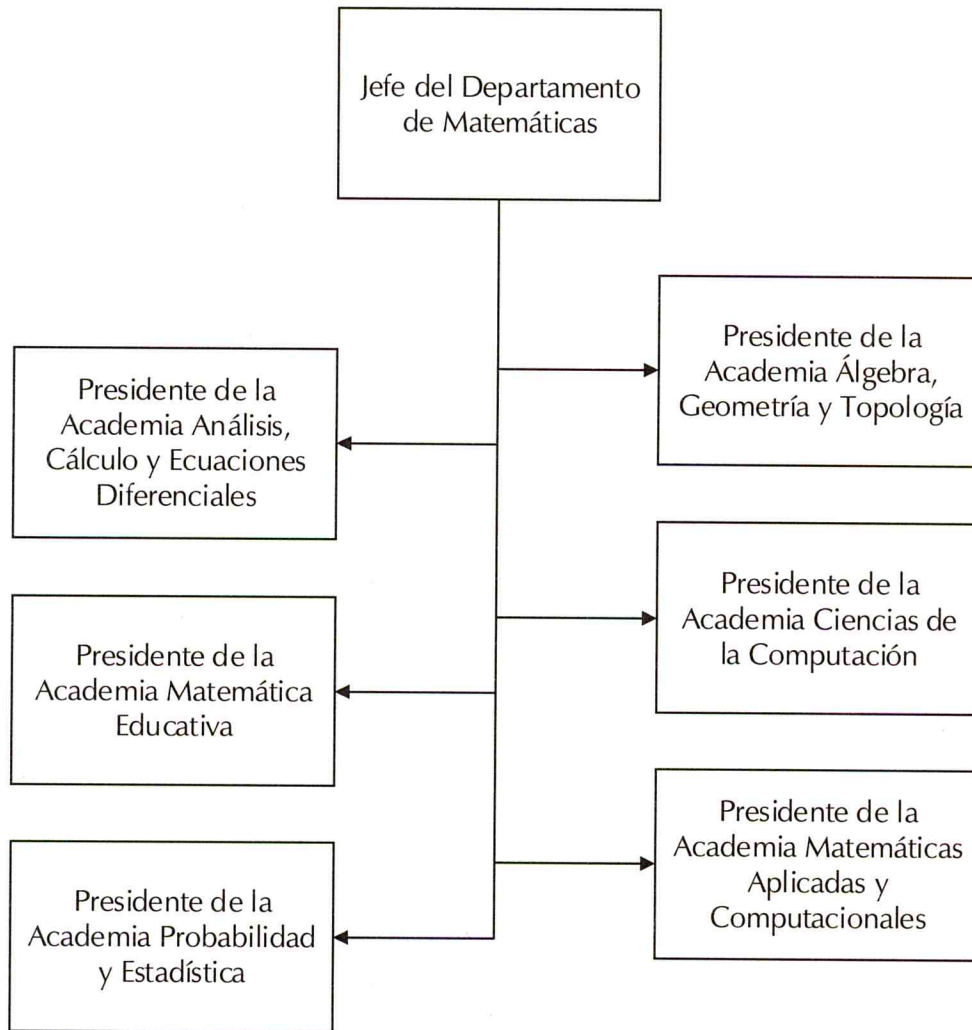 Jefe del Departamento
de Matemáticas
Presidente de la
Academia Álgebra,
Geometría y Topología
Presidente de la
Academia Análisis,
Cálculo y Ecuaciones
Diferenciales
Presidente de la
Academia Ciencias de
la Computación
Presidente de la
Academia Matemática
Educativa
Presidente de la
Academia Matemáticas
Aplicadas y
Computacionales
Presidente de la
Academia Probabilidad
y Estadística